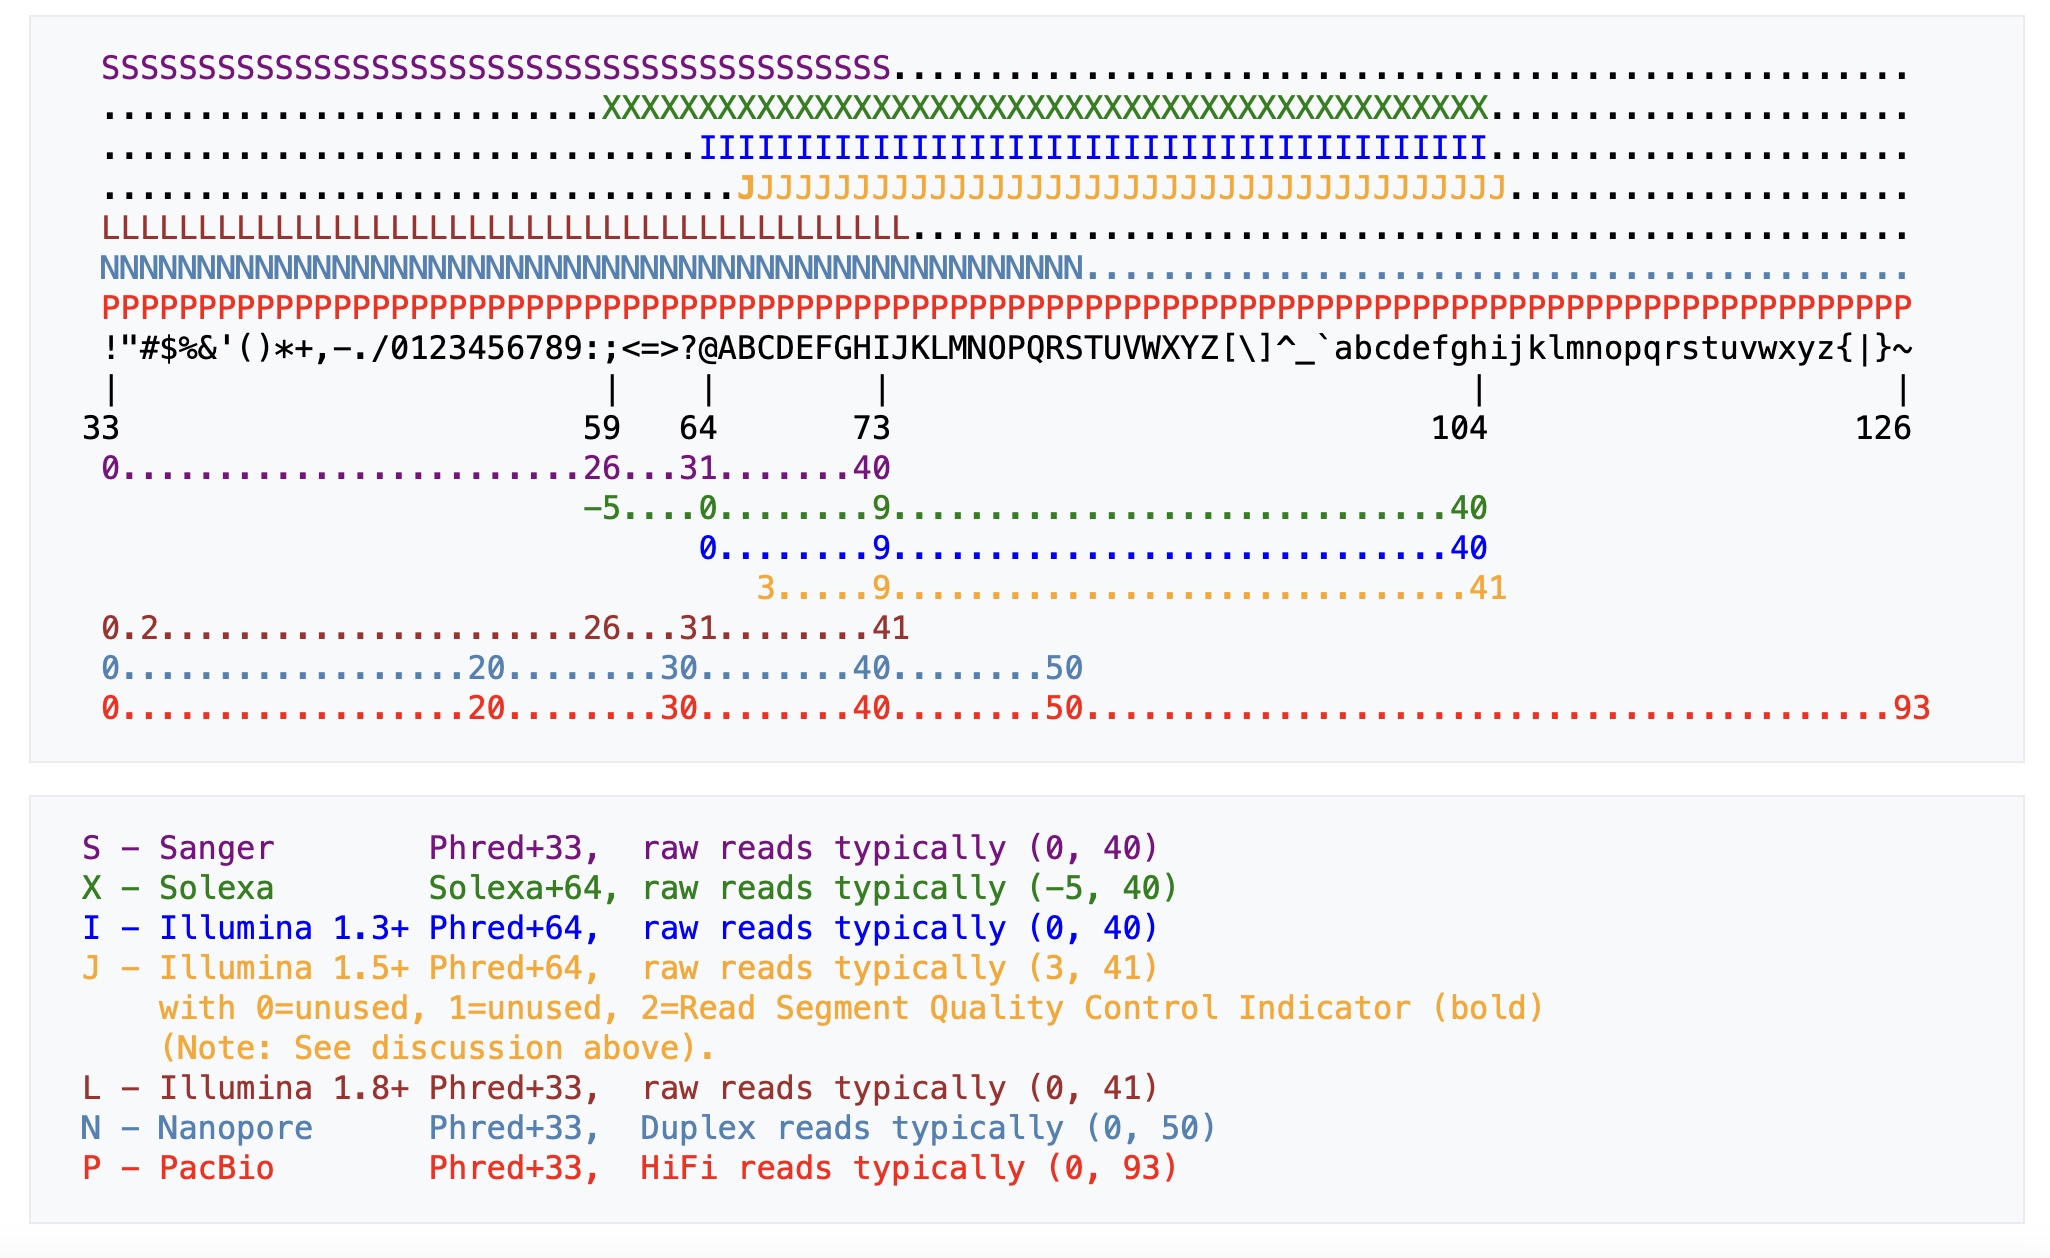 SSSSSSSSSSSSSSSSSSSSSSSSSSSSSSSSSSSSSSSSS.....................................................
..........................XXXXXXXXXXXXXXXXXXXXXXXXXXXXXXXXXXXXXXXXXXXXXX......................
...............................IIIIIIIIIIIIIIIIIIIIIIIIIIIIIIIIIIIIIIIII......................
.................................JJJJJJJJJJJJJJJJJJJJJJJJJJJJJJJJJJJJJJJJ.....................
LLLLLLLLLLLLLLLLLLLLLLLLLLLLLLLLLLLLLLLLLL....................................................
NNNNNNNNNNNNNNNNNNNNNNNNNNNNNNNNNNNNNNNNNNNNNNNNNNN...........................................
PPPPPPPPPPPPPPPPPPPPPPPPPPPPPPPPPPPPPPPPPPPPPPPPPPPPPPPPPPPPPPPPPPPPPPPPPPPPPPPPPPPPPPPPPPPPPP
!"#$%&'()*+,-./0123456789:;<=>?@ABCDEFGHIJKLMNOPQRSTUVWXYZ[\]^_`abcdefghijklmnopqrstuvwxyz{|}~
| | | | | |
33 59 64 73 104 126
0........................26...31.......40
-5....0........9.............................40
0........9.............................40
3.....9..............................41
0.2......................26...31........41
0..................20........30........40........50
0..................20........30........40........50..........................................93
S - Sanger Phred+33, raw reads typically (0, 40)
X - Solexa Solexa+64, raw reads typically (-5, 40)
I - Illumina 1.3+ Phred+64, raw reads typically (0, 40)
J - Illumina 1.5+ Phred+64, raw reads typically (3, 41)
with 0=unused, 1=unused, 2=Read Segment Quality Control Indicator (bold)
(Note: See discussion above).
L - Illumina 1.8+ Phred+33, raw reads typically (0, 41)
N - Nanopore Phred+33, Duplex reads typically (0, 50)
P - PacBio Phred+33, HiFi reads typically (0, 93)